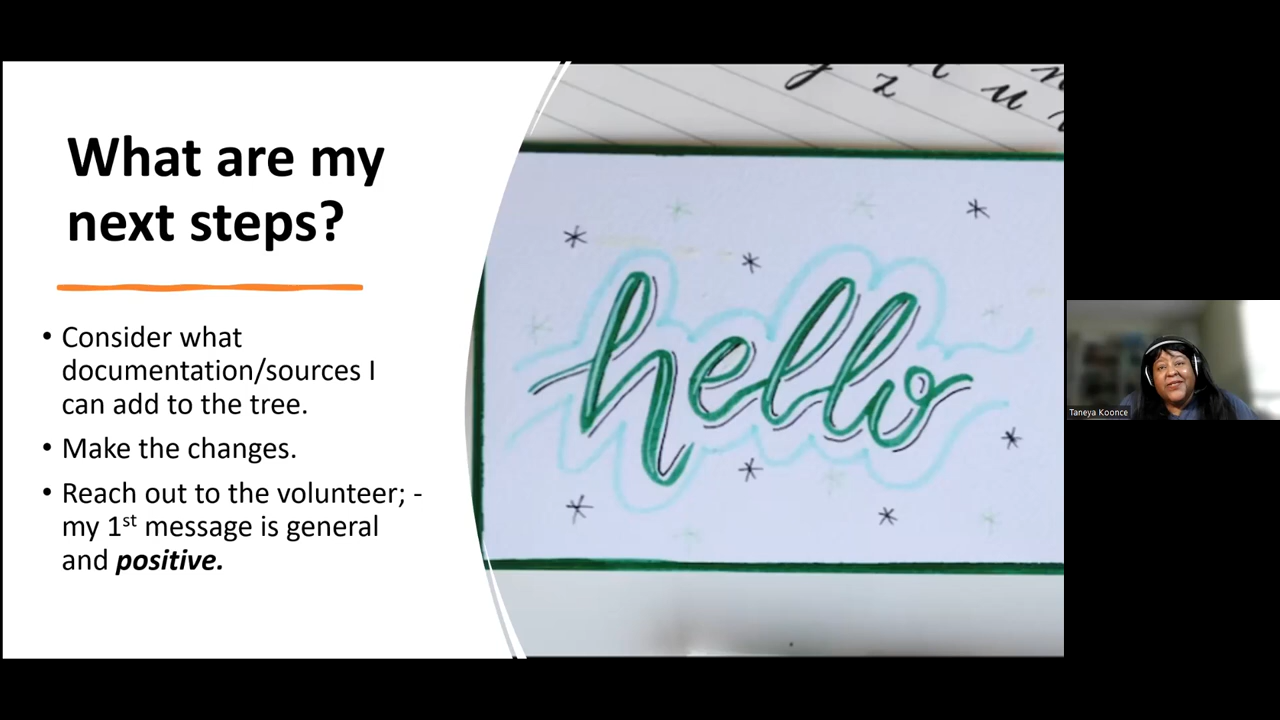 What are my
next steps?
• Consider what
documentation/sources I
can add to the tree.
• Make the changes.
• Reach out to the volunteer; -
my 1st message is general
and positive.
z
u
hello
Taneya Koonce